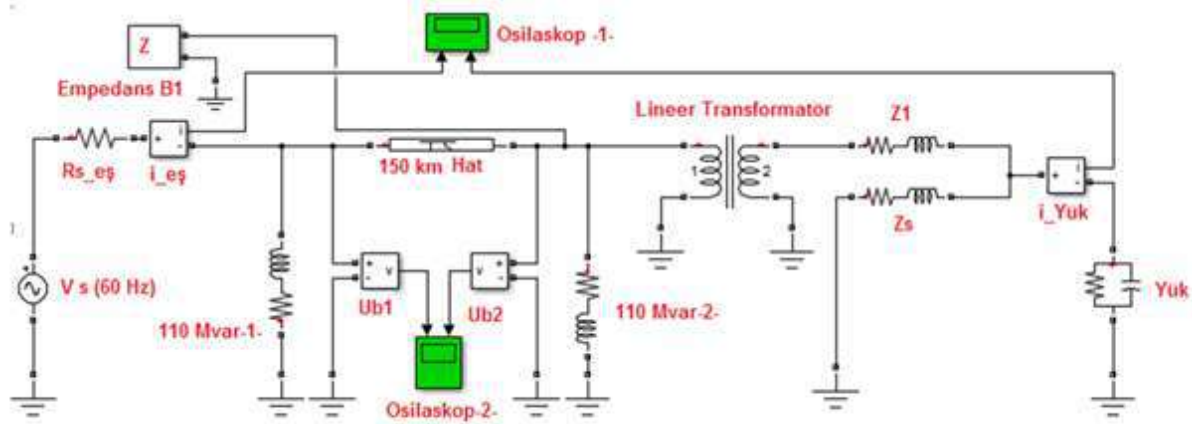 Osilaskop -1-
Z
Empedans B1
Lineer Transformator
Z1
Rs_eş
+
-
i
i_eş
150 km Hat
1
2
+
-
i
i_Yuk
Zs
V s (60 Hz)
+
-
v
v
+
-
Ub1
Ub2
110 Mvar-1-
110 Mvar-2-
Yük
Osilaskop-2-